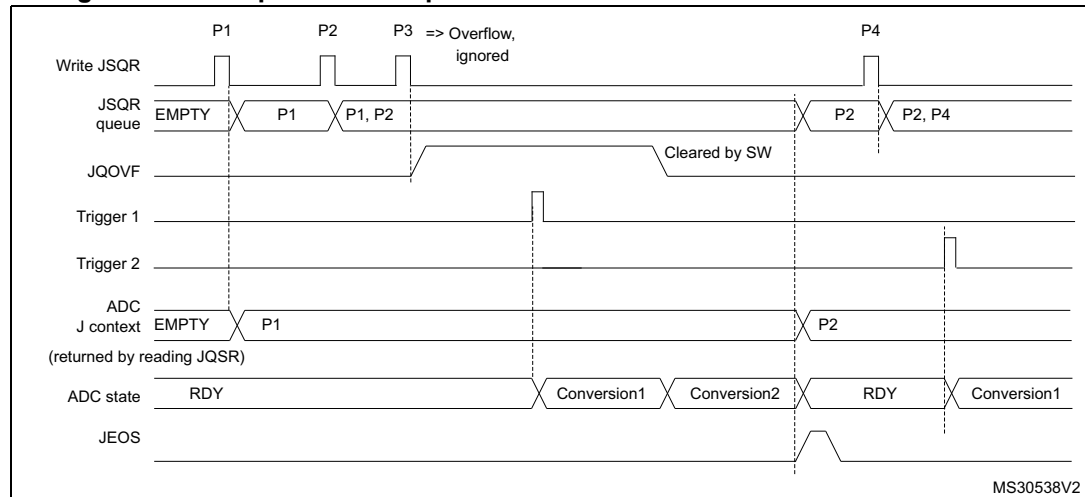 P1 P2 P3 => Overflow, ignored P4
Write JSQR
JSQR queue EMPTY P1 P1, P2 P2 P2, P4
JQOVF Cleared by SW
Trigger 1
Trigger 2
ADC J context EMPTY P1 P2
(returned by reading JQSR)
ADC state RDY Conversion1 Conversion2 RDY Conversion1
JEOS
MS30538V2